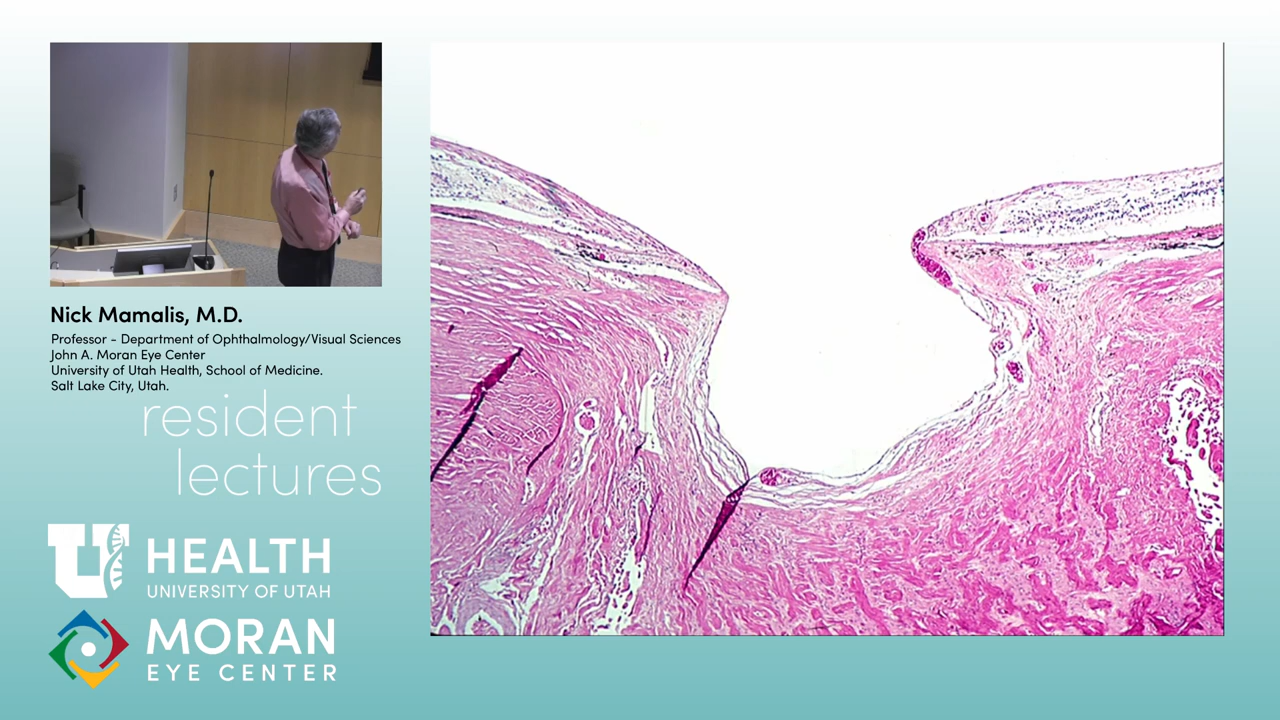 Nick Mamalis, M.D.
Professor - Department of Ophthalmology/Visual Sciences
John A. Moran Eye Center
University of Utah Health, School of Medicine.
Salt Lake City, Utah.
resident
lectures
U HEALTH
UNIVERSITY OF UTAH
MORAN
EYE CENTER